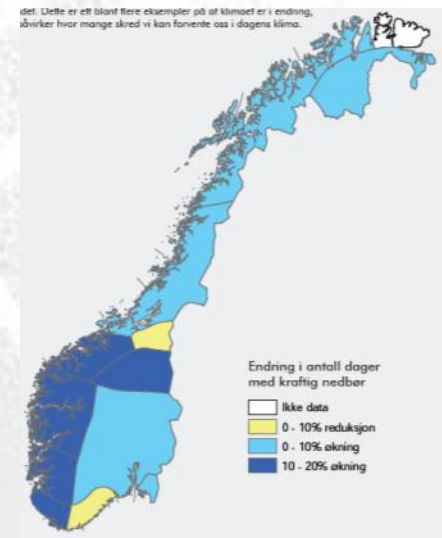 det. Dette er ett blant flere eksempler på at klimaet er i endring,
påvirker hvor mange skred vi kan forvente oss i dagens klima.
Endring i antall dager
med kraftig nedbør
Ikke data
0 - 10% reduksjon
0 - 10% økning
10 - 20% økning